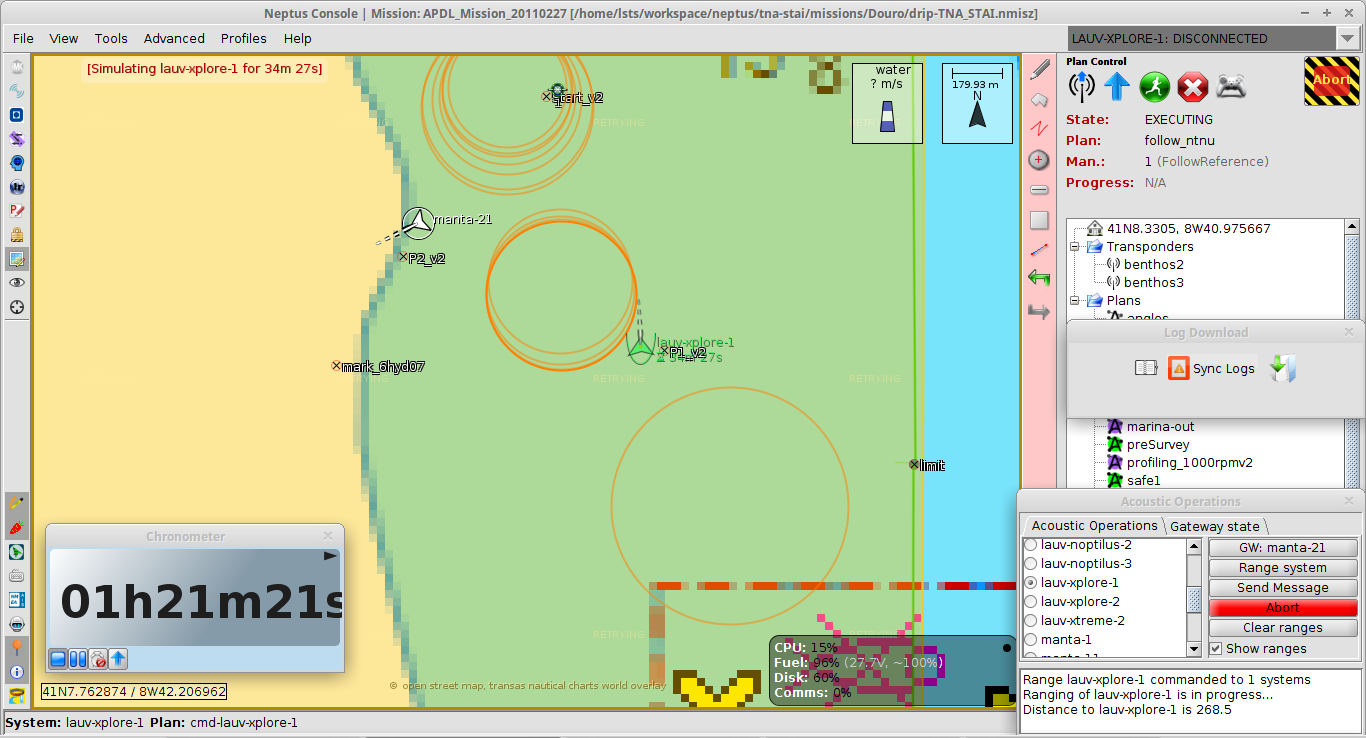 Neptus Console | Mission: APDL_Mission_20110227 [/home/lsts/workspace/neptus/tna-stai/missions/Douro/drip-TNA_STAI.nmisz]
File View Tools Advanced Profiles Help
LAUV-XPLORE-1: DISCONNECTED
[Simulating lauv-xplore-1 for 34m 27s]
water
? m/s
179.93 m
N
start_v2
RETRYING
manta-21
P2_v2
lauv-xplore-1
P1_v2
mark_6hyd07
RETRYING
RETRYING
limit
RETRYING
Plan Control
Abort
State: EXECUTING
Plan: follow_ntnu
Man.: 1 (FollowReference)
Progress: N/A
41N8.3305, 8W40.975667
Transponders
benthos2
benthos3
Plans
angles
Log Download
Sync Logs
marina-out
preSurvey
profiling_1000rpmv2
safe1
Acoustic Operations
Acoustic Operations Gateway state
lauv-noptilus-2
lauv-noptilus-3
lauv-xplore-1
lauv-xplore-2
lauv-xtreme-2
manta-1
manta-11
GW: manta-21
Range system
Send Message
Abort
Clear ranges
Show ranges
Range lauv-xplore-1 commanded to 1 systems
Ranging of lauv-xplore-1 is in progress...
Distance to lauv-xplore-1 is 268.5
Chronometer
01h21m21s
CPU: 15%
Fuel: 96% (27.7V, ~100%)
Disk: 60%
Comms: 0%
41N7.762874 / 8W42.206962
© open street map, transas nautical charts world overlay
System: lauv-xplore-1 Plan: cmd-lauv-xplore-1